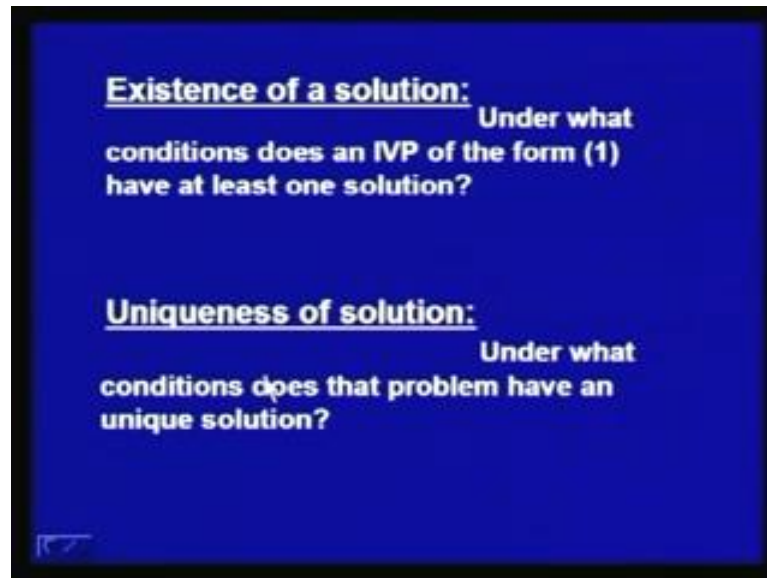 Existence of a solution:
Under what
conditions does an IVP of the form (1)
have at least one solution?
Uniqueness of solution:
Under what
conditions does that problem have an
unique solution?